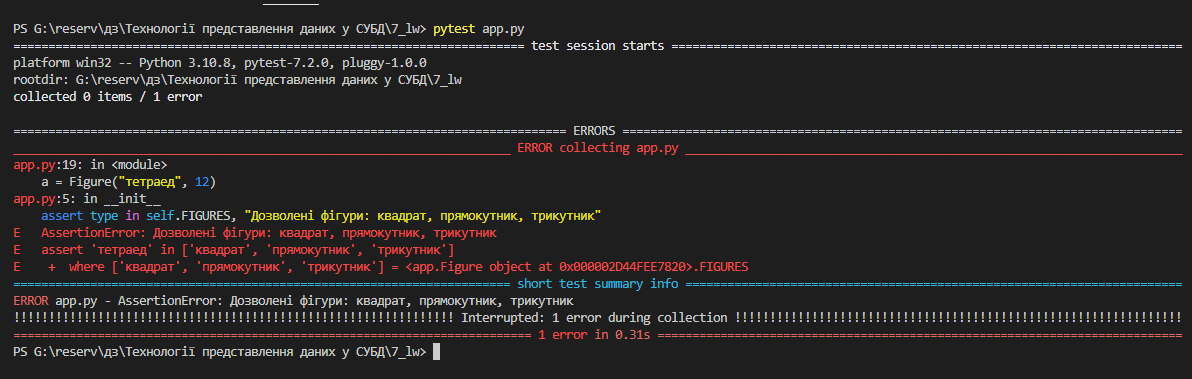 PS G:\reserv\дз\Технології представлення даних у СУБД\7_lw> pytest app.py
========================================================================= test session starts =========================================================================
platform win32 -- Python 3.10.8, pytest-7.2.0, pluggy-1.0.0
rootdir: G:\reserv\дз\Технології представлення даних у СУБД\7_lw
collected 0 items / 1 error
=============================================================================== ERRORS ================================================================================
_______________________________________________________________________ ERROR collecting app.py _______________________________________________________________________
app.py:19: in <module>
    a = Figure("тетраед", 12)
app.py:5: in __init__
    assert type in self.FIGURES, "Дозволені фігури: квадрат, прямокутник, трикутник"
E   AssertionError: Дозволені фігури: квадрат, прямокутник, трикутник
E   assert 'тетраед' in ['квадрат', 'прямокутник', 'трикутник']
E    +  where ['квадрат', 'прямокутник', 'трикутник'] = <app.Figure object at 0x000002D44FEE7820>.FIGURES
======================================================================= short test summary info =======================================================================
ERROR app.py - AssertionError: Дозволені фігури: квадрат, прямокутник, трикутник
!!!!!!!!!!!!!!!!!!!!!!!!!!!!!!!!!!!!!!!!!!!!!!!!!!!!!!!!!!!!!!! Interrupted: 1 error during collection !!!!!!!!!!!!!!!!!!!!!!!!!!!!!!!!!!!!!!!!!!!!!!!!!!!!!!!!!!!!!!!!
========================================================================== 1 error in 0.31s ===========================================================================
PS G:\reserv\дз\Технології представлення даних у СУБД\7_lw>